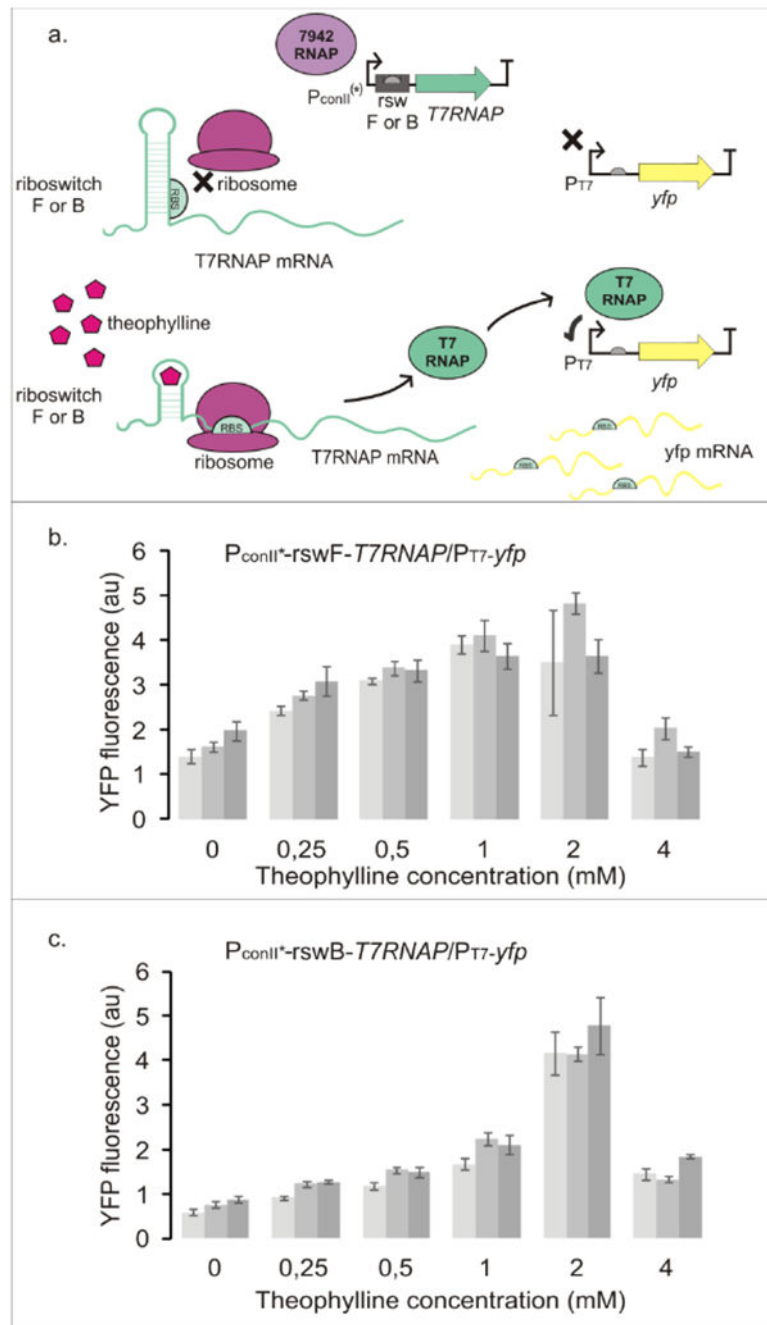 a.
7942
RNAP
PconII(*)
rsw
F or B
T7RNAP
riboswitch
F or B
RBS
ribosome
T7RNAP mRNA
PT7
yfp
theophylline
riboswitch
F or B
RBS
ribosome
T7RNAP mRNA
T7
RNAP
T7
RNAP
PT7
yfp
RBS
RBS
RBS
yfp mRNA
b.
PconII*-rswF-T7RNAP/PT7-yfp
YFP fluorescence (au)
6
5
4
3
2
1
0
0 0,25 0,5 1 2 4
Theophylline concentration (mM)
c.
PconII*-rswB-T7RNAP/PT7-yfp
YFP fluorescence (au)
6
5
4
3
2
1
0
0 0,25 0,5 1 2 4
Theophylline concentration (mM)